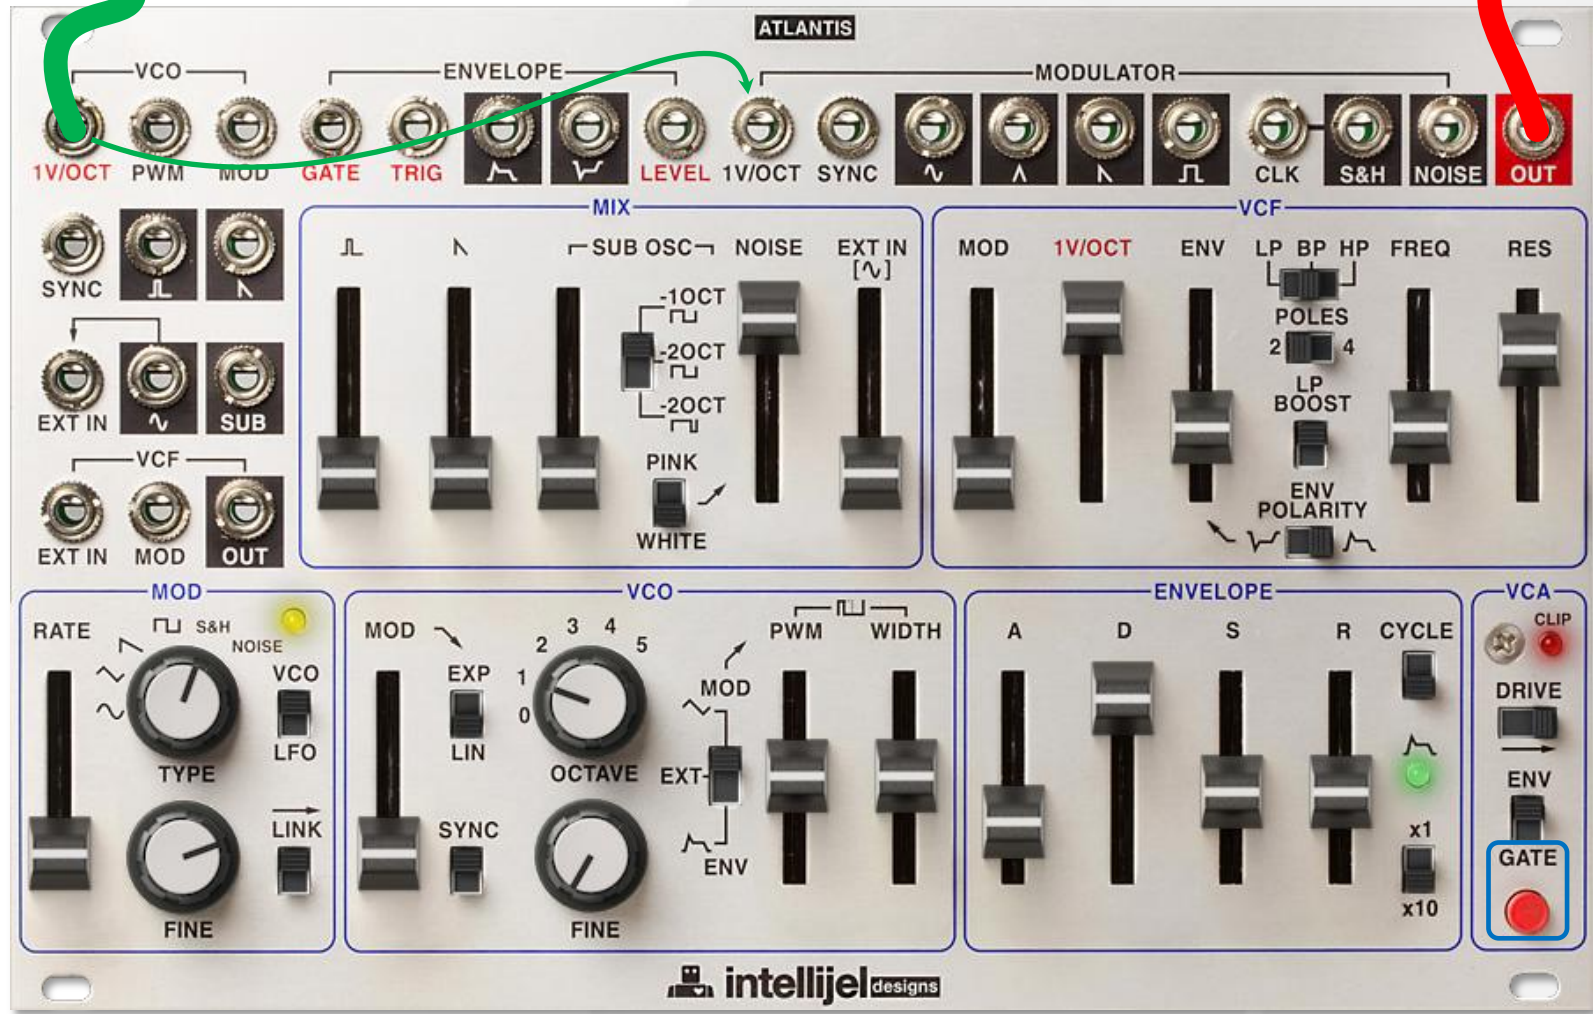 ATLANTIS
VCO ENVELOPE MODULATOR
1V/OCT PWM MOD GATE TRIG LEVEL 1V/OCT SYNC CLK S&H NOISE OUT
MIX VCF
SYNC
SUB OSC NOISE EXT IN
MOD 1V/OCT ENV LP BP HP FREQ RES
-1OCT
-2OCT
-2OCT
POLES
2 4
LP
BOOST
EXT IN SUB
VCF
PINK
WHITE
ENV
POLARITY
EXT IN MOD OUT
MOD
RATE
S&H
NOISE
VCO
LFO
TYPE
LINK
FINE
VCO
MOD
EXP
LIN
0 1 2 3 4 5
OCTAVE
SYNC
FINE
PWM WIDTH
MOD
EXT
ENV
ENVELOPE
A D S R CYCLE
x1
x10
VCA
CLIP
DRIVE
ENV
GATE
intellijel designs